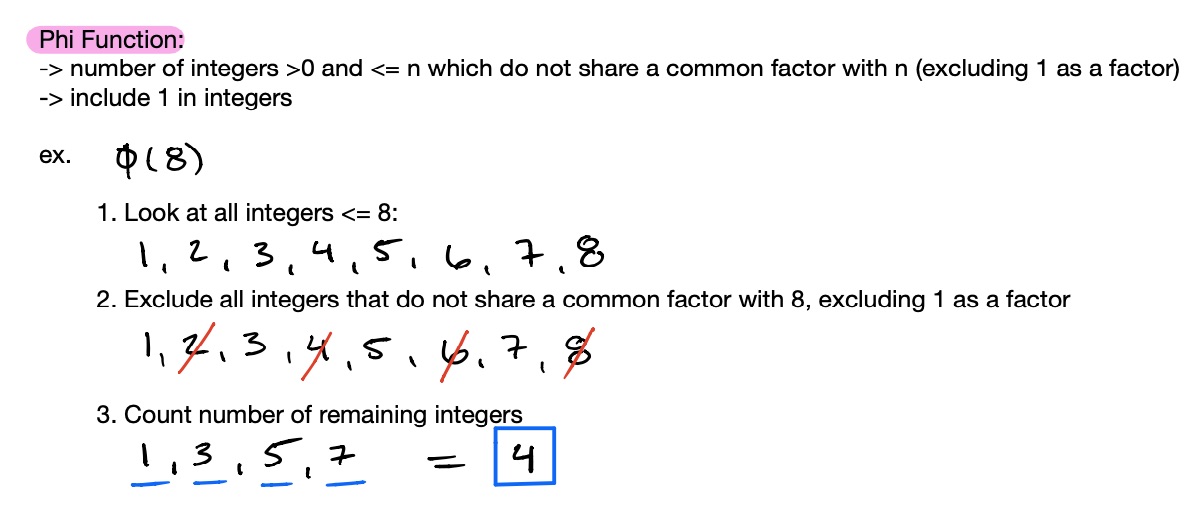 Phi Function:
-> number of integers >0 and <= n which do not share a common factor with n (excluding 1 as a factor)
-> include 1 in integers
ex. ϕ(8)
1. Look at all integers <= 8:
1, 2, 3, 4, 5, 6, 7, 8
2. Exclude all integers that do not share a common factor with 8, excluding 1 as a factor
1, 2, 3, 4, 5, 6, 7, 8
3. Count number of remaining integers
1, 3, 5, 7 = 4